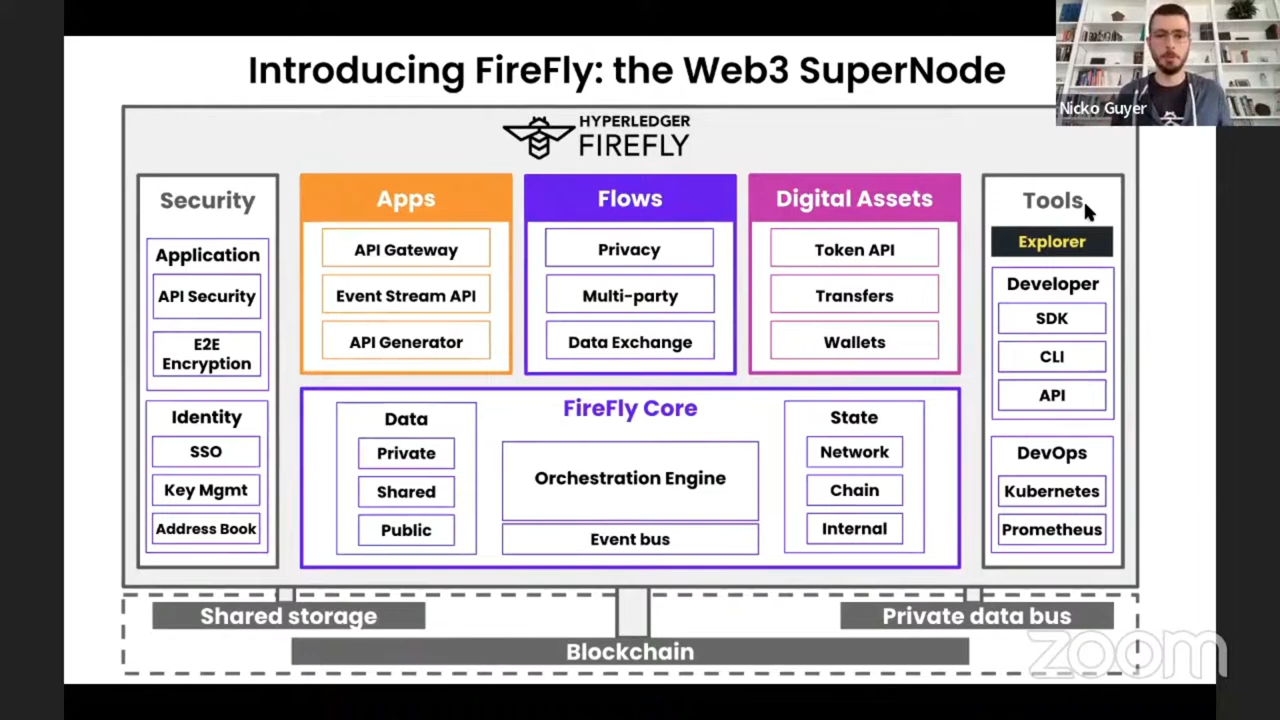 Introducing FireFly: the Web3 SuperNode
Nicko Guyer
HYPERLEDGER
FIREFLY
Security
Application
API Security
E2E
Encryption
Identity
SSO
Key Mgmt
Address Book
Apps
API Gateway
Event Stream API
API Generator
Flows
Privacy
Multi-party
Data Exchange
Digital Assets
Token API
Transfers
Wallets
Tools
Explorer
Developer
SDK
CLI
API
DevOps
Kubernetes
Prometheus
FireFly Core
Data
Private
Shared
Public
Orchestration Engine
Event bus
State
Network
Chain
Internal
Shared storage
Private data bus
Blockchain
zoom